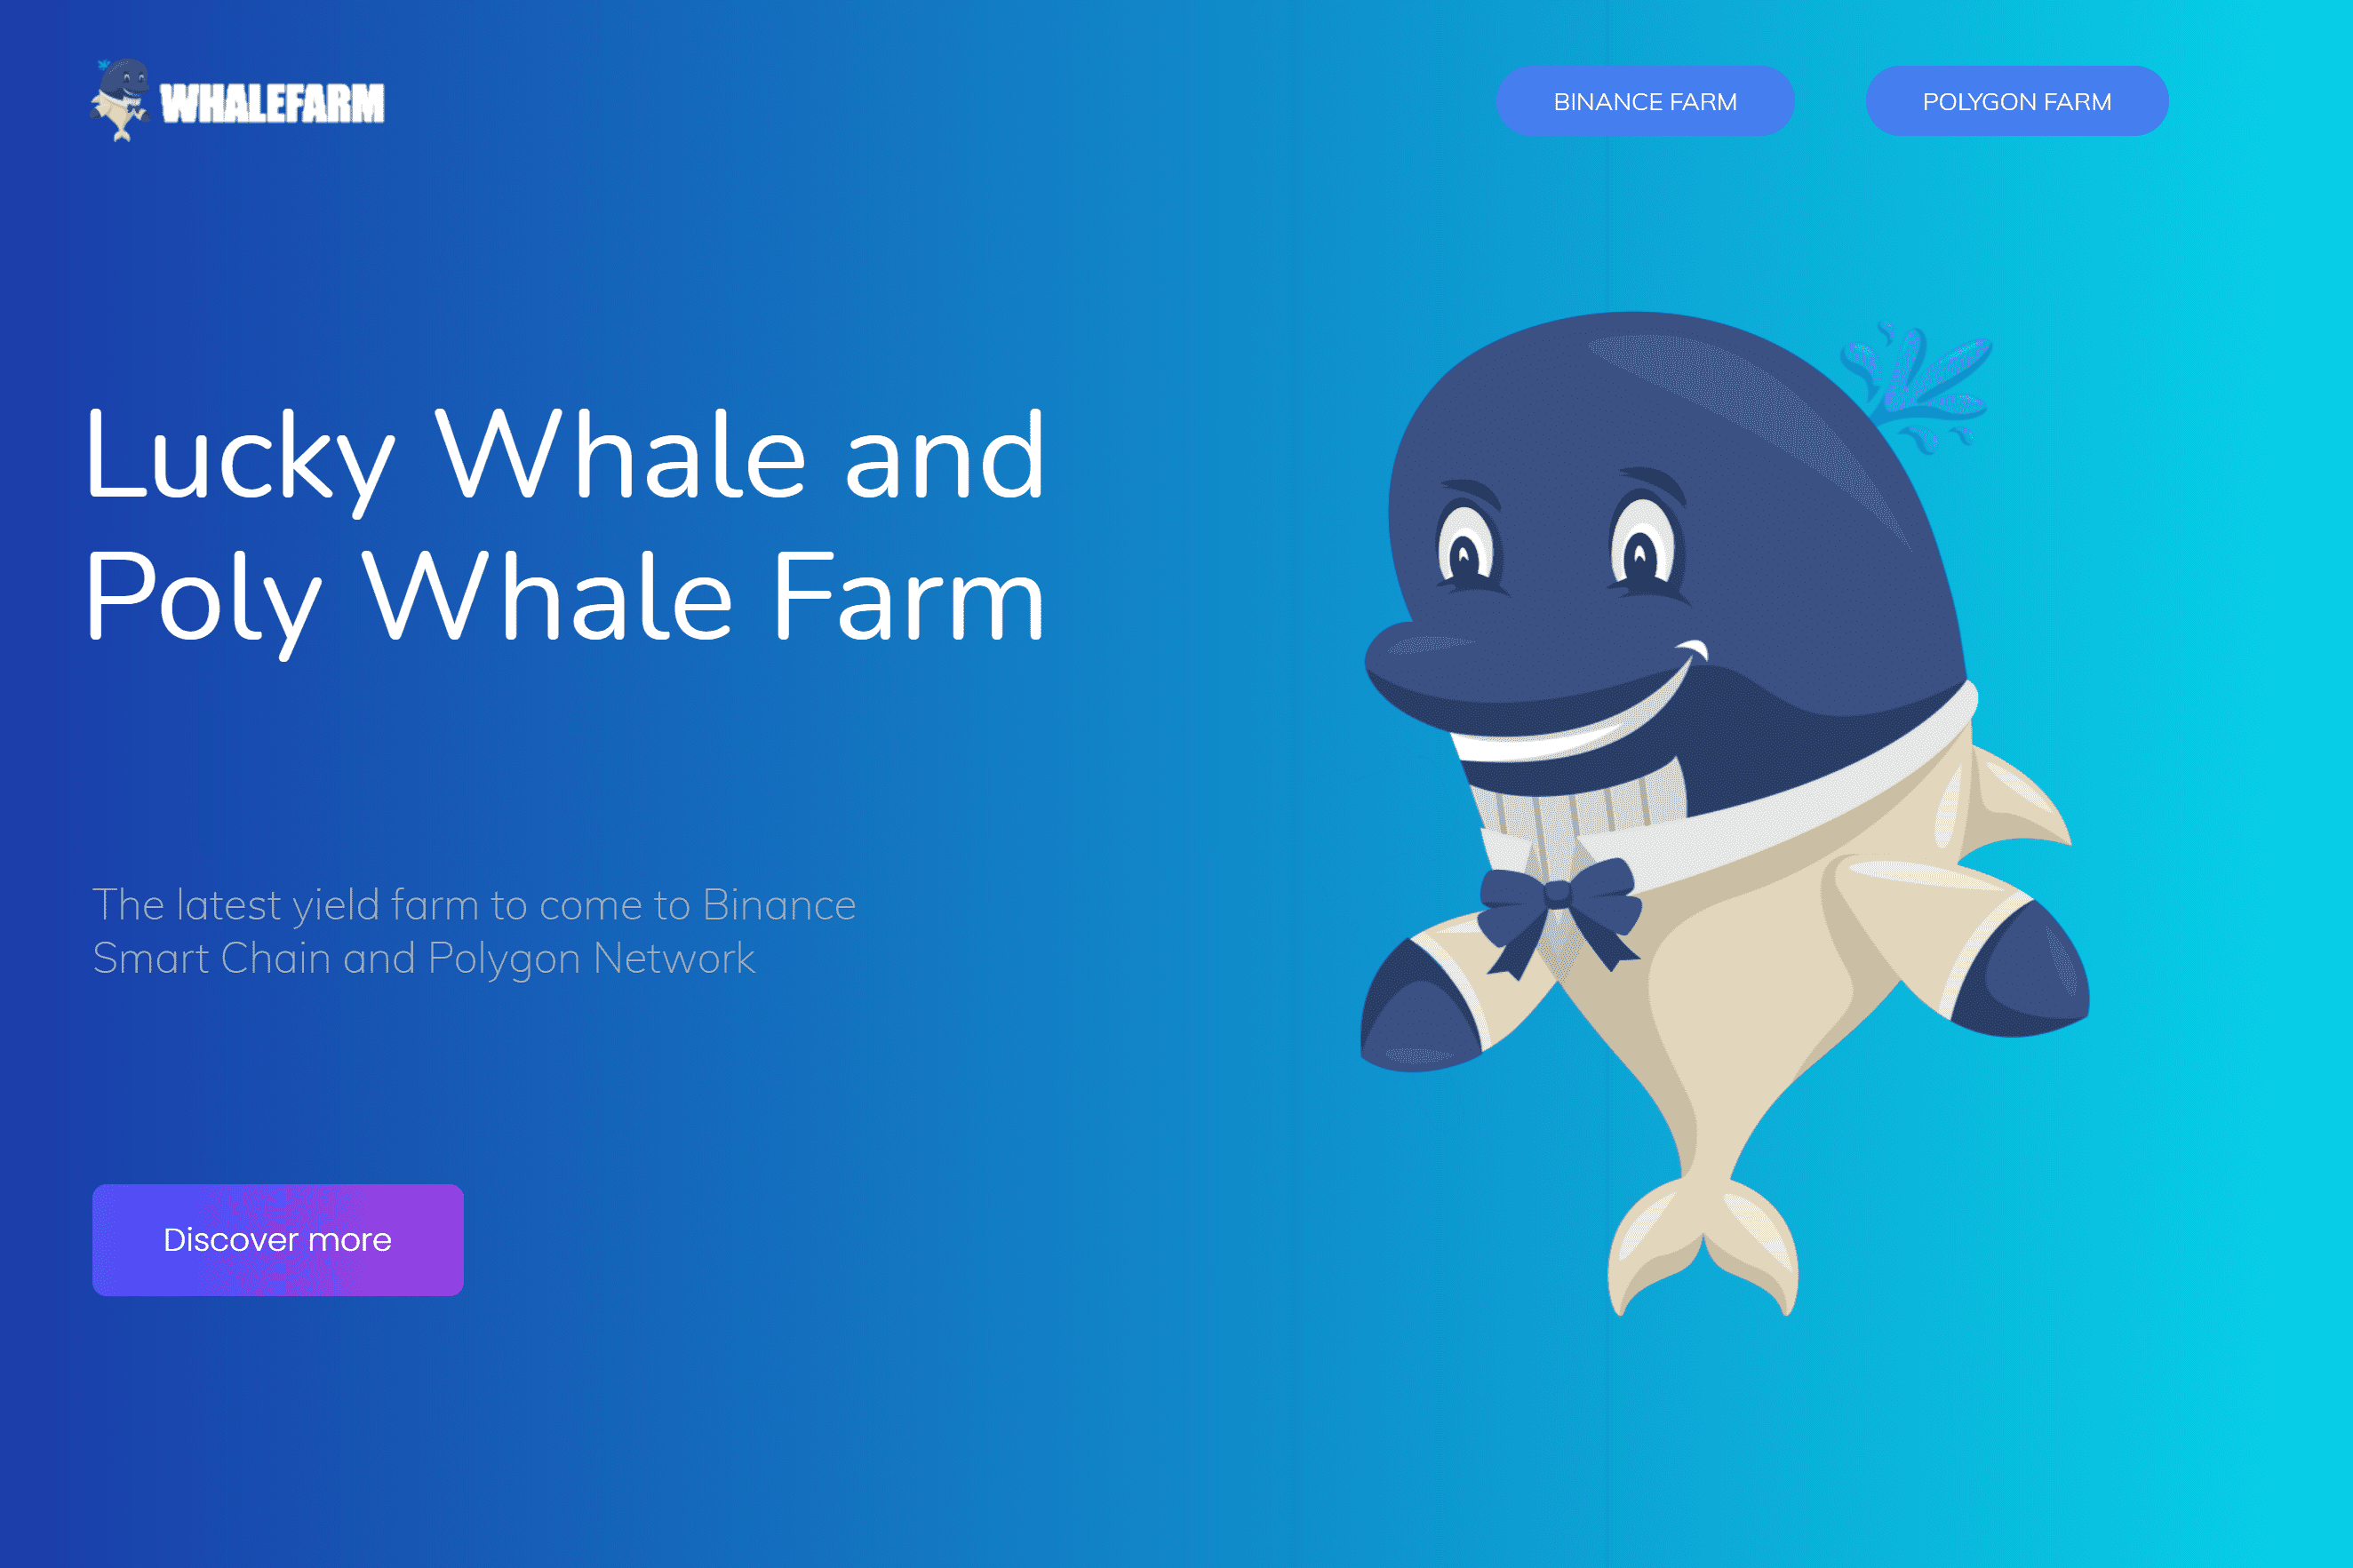 WHALEFARM
BINANCE FARM
POLYGON FARM
Lucky Whale and
Poly Whale Farm
The latest yield farm to come to Binance
Smart Chain and Polygon Network
Discover more